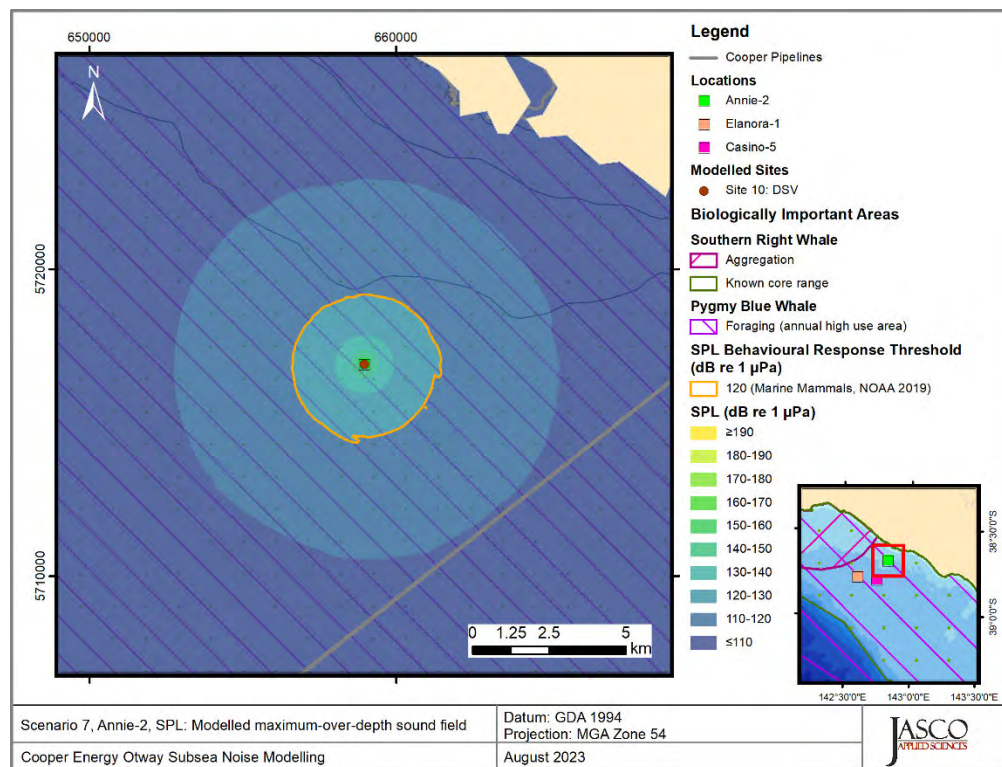 650000
660000
N
5720000
5710000
0 1.25 2.5 5
km
Legend
Cooper Pipelines
Locations
Annie-2
Elanora-1
Casino-5
Modelled Sites
Site 10: DSV
Biologically Important Areas
Southern Right Whale
Aggregation
Known core range
Pygmy Blue Whale
Foraging (annual high use area)
SPL Behavioural Response Threshold
(dB re 1 µPa)
120 (Marine Mammals, NOAA 2019)
SPL (dB re 1 µPa)
≥190
180-190
170-180
160-170
150-160
140-150
130-140
120-130
110-120
≤110
38°30'0"S
39°0'0"S
142°30'0"E 143°0'0"E 143°30'0"E
Scenario 7, Annie-2, SPL: Modelled maximum-over-depth sound field
Datum: GDA 1994
Projection: MGA Zone 54
Cooper Energy Otway Subsea Noise Modelling
August 2023
JASCO
APPLIED SCIENCES